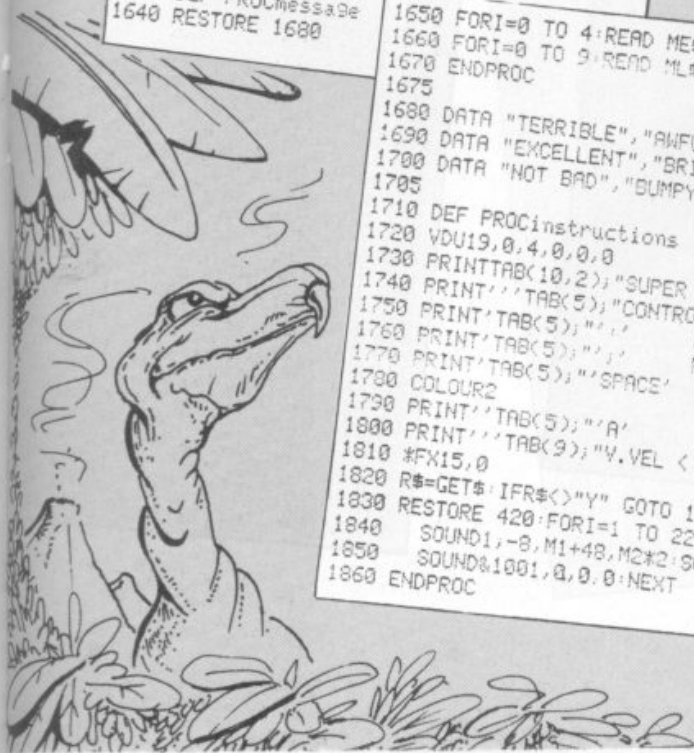 DEF PROCmessage
1640 RESTORE 1680
1650 FORI=0 TO 4:READ
1660 FORI=0 TO 9:READ
1670 ENDPROC
1675
1680 DATA "TERRIBLE",
1690 DATA "EXCELLENT",
1700 DATA "NOT BAD","BUMPY
1705
1710 DEF PROCinstructions
1720 VDU19,0,4,0,0,0
1730 PRINTTAB(10,2);"SUPER
1740 PRINT'''TAB(5);"CONTRO
1750 PRINT'TAB(5);"':'
1760 PRINT'TAB(5);"';'
1770 PRINT'TAB(5);"'SPACE'
1780 COLOUR2
1790 PRINT''TAB(5);"'A'
1800 PRINT'''TAB(9);"V.VEL <
1810 *FX15,0
1820 R$=GET$:IFR$<>"Y" GOTO 1
1830 RESTORE 420:FORI=1 TO 22
1840 SOUND1,-8,M1+48,M2*2:S
1850 SOUND&1001,0,0,0:NEXT
1860 ENDPROC